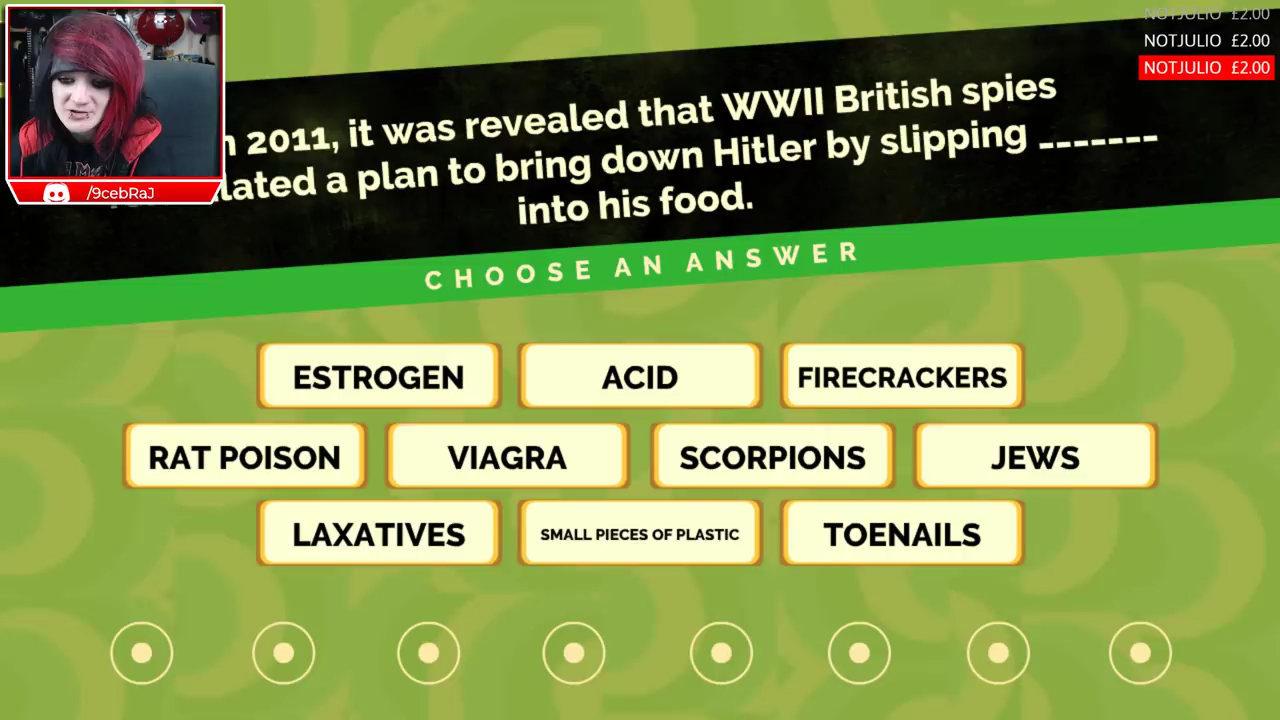 NOTJULIO £2.00
NOTJULIO £2.00
NOTJULIO £2.00
/9cebRaJ
n 2011, it was revealed that WWII British spies
lated a plan to bring down Hitler by slipping _______
into his food.
CHOOSE AN ANSWER
ESTROGEN
ACID
FIRECRACKERS
RAT POISON
VIAGRA
SCORPIONS
JEWS
LAXATIVES
SMALL PIECES OF PLASTIC
TOENAILS